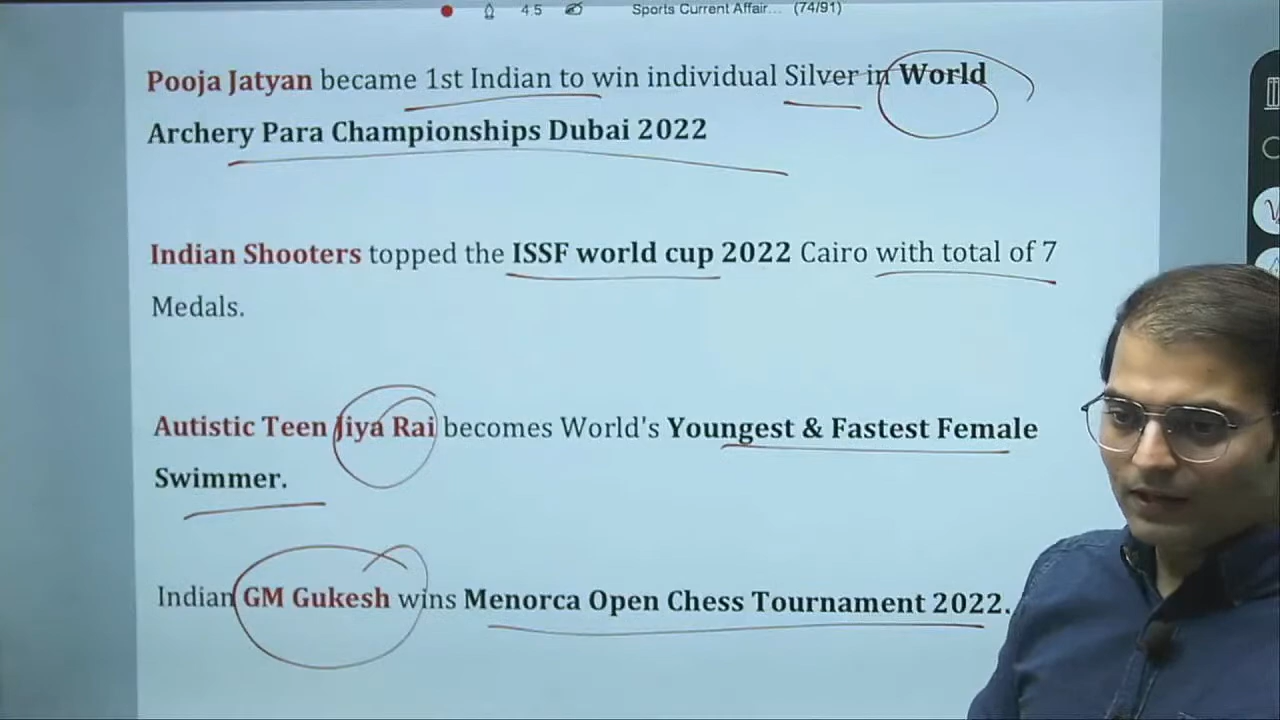 45 Sports Current Affair... (74/91)
Pooja Jatyan became 1st Indian to win individual Silver in World
Archery Para Championships Dubai 2022
Indian Shooters topped the ISSF world cup 2022 Cairo with total of 7
Medals.
Autistic Teen Jiya Rai becomes World's Youngest & Fastest Female
Swimmer.
Indian GM Gukesh wins Menorca Open Chess Tournament 2022.